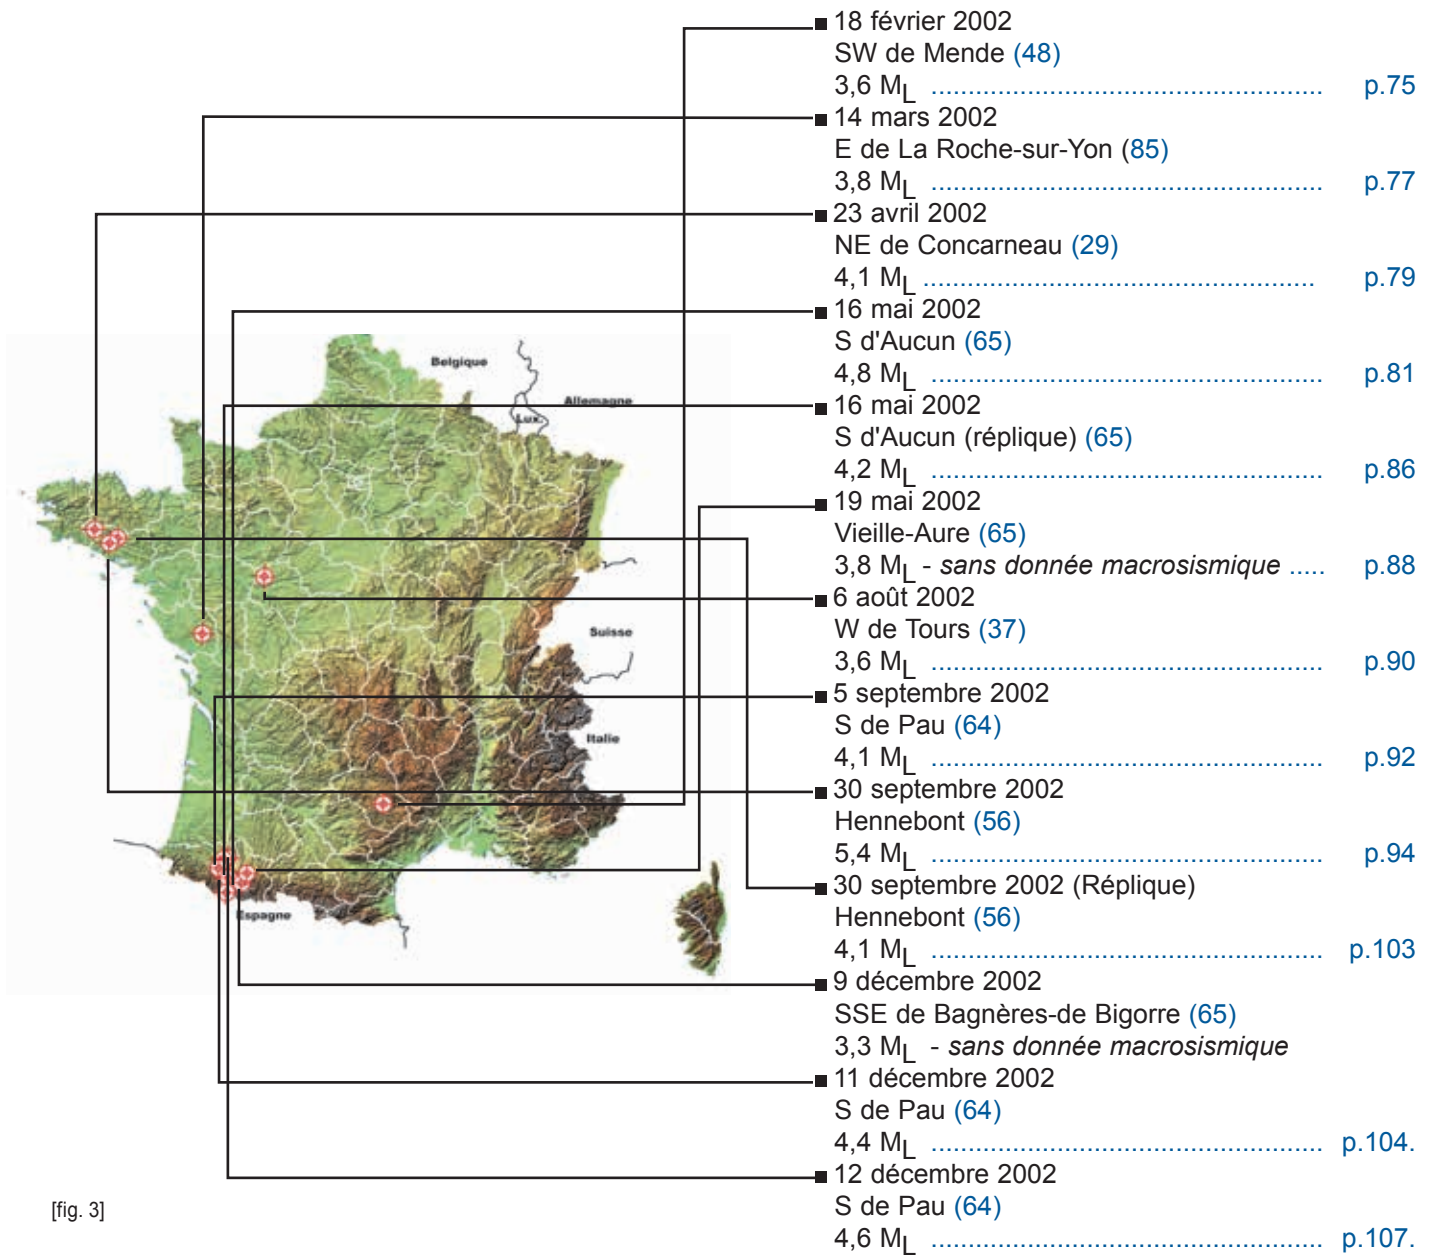 18 février 2002
SW de Mende (48)
3,6 ML ..................................................... p.75
14 mars 2002
E de La Roche-sur-Yon (85)
3,8 ML ..................................................... p.77
23 avril 2002
NE de Concarneau (29)
4,1 ML ..................................................... p.79
16 mai 2002
S d'Aucun (65)
4,8 ML ..................................................... p.81
16 mai 2002
S d'Aucun (réplique) (65)
4,2 ML ..................................................... p.86
19 mai 2002
Vieille-Aure (65)
3,8 ML - sans donnée macrosismique ..... p.88
6 août 2002
W de Tours (37)
3,6 ML ..................................................... p.90
5 septembre 2002
S de Pau (64)
4,1 ML ..................................................... p.92
30 septembre 2002
Hennebont (56)
5,4 ML ..................................................... p.94
30 septembre 2002 (Réplique)
Hennebont (56)
4,1 ML ..................................................... p.103
9 décembre 2002
SSE de Bagnères-de Bigorre (65)
3,3 ML - sans donnée macrosismique
11 décembre 2002
S de Pau (64)
4,4 ML ..................................................... p.104.
12 décembre 2002
S de Pau (64)
4,6 ML ..................................................... p.107.
Belgique
Allemagne
Lux.
Suisse
Italie
Espagne
[fig. 3]